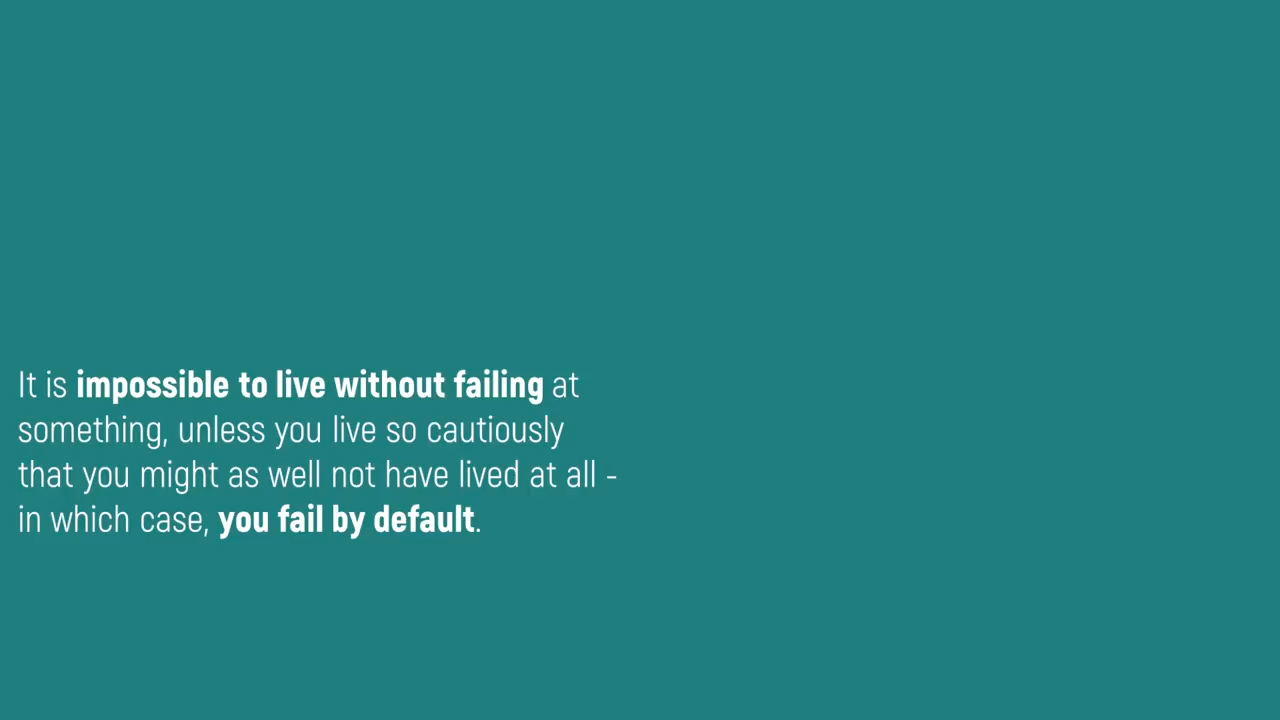 It is impossible to live without failing at
something, unless you live so cautiously
that you might as well not have lived at all -
in which case, you fail by default.